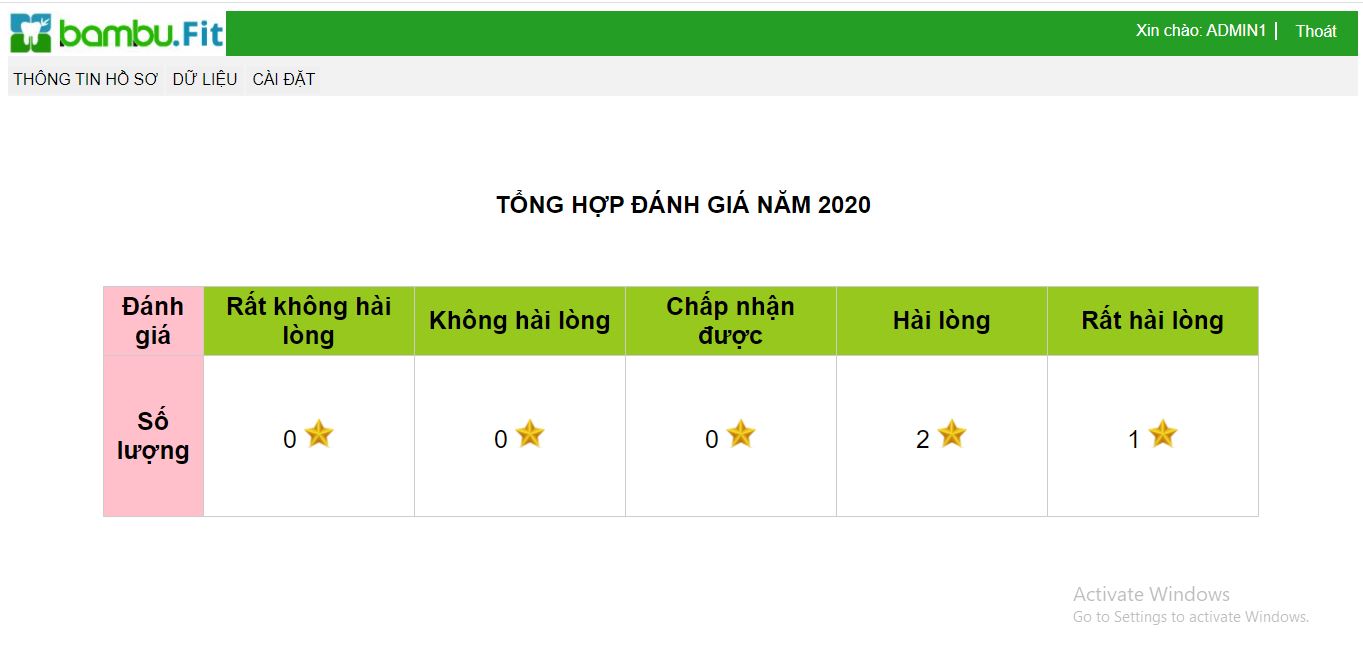 bambu.Fit
Xin chào: ADMIN1 | Thoát
THÔNG TIN HỒ SƠ DỮ LIỆU CÀI ĐẶT
TỔNG HỢP ĐÁNH GIÁ NĂM 2020
Đánh giá
Rất không hài lòng
Không hài lòng
Chấp nhận được
Hài lòng
Rất hài lòng
Số lượng
0
0
0
2
1
Activate Windows
Go to Settings to activate Windows.